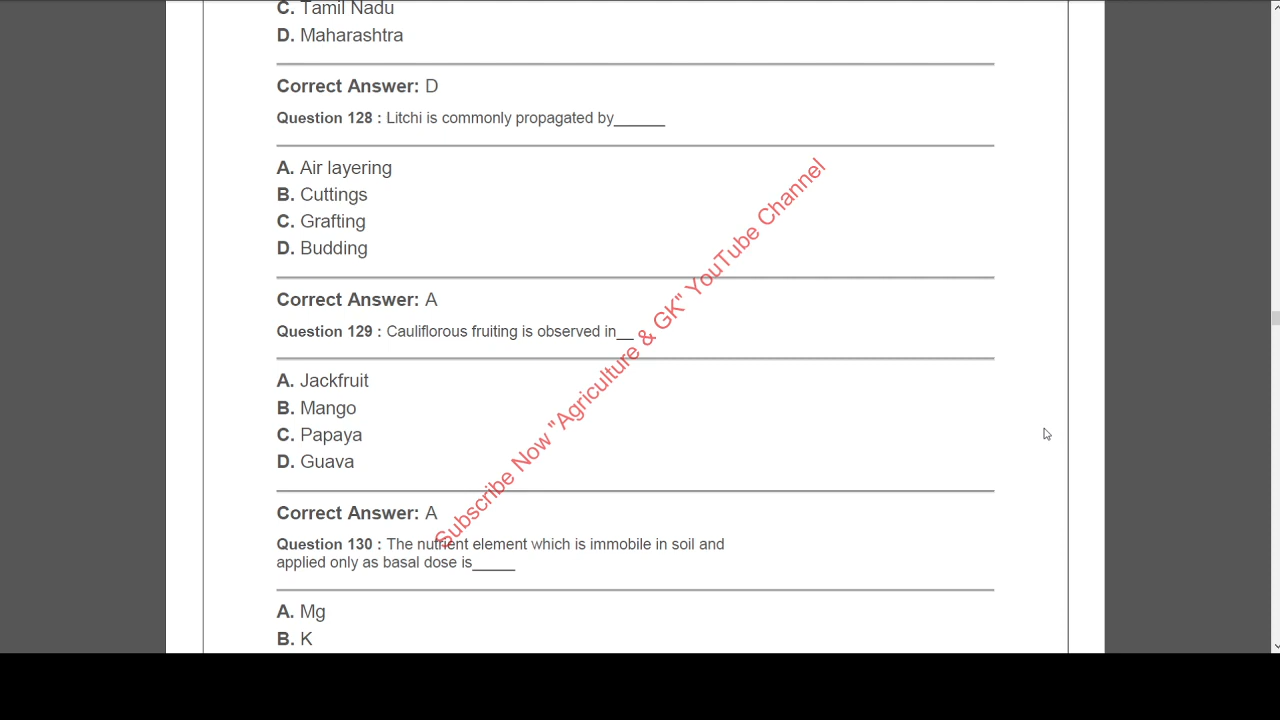 C. Tamil Nadu
D. Maharashtra
Correct Answer: D
Question 128 : Litchi is commonly propagated by______
A. Air layering
B. Cuttings
C. Grafting
D. Budding
Correct Answer: A
Question 129 : Cauliflorous fruiting is observed in__
A. Jackfruit
B. Mango
C. Papaya
D. Guava
Correct Answer: A
Question 130 : The nutrient element which is immobile in soil and
applied only as basal dose is_____
A. Mg
B. K
Subscribe Now "Agriculture & GK" YouTube Channel